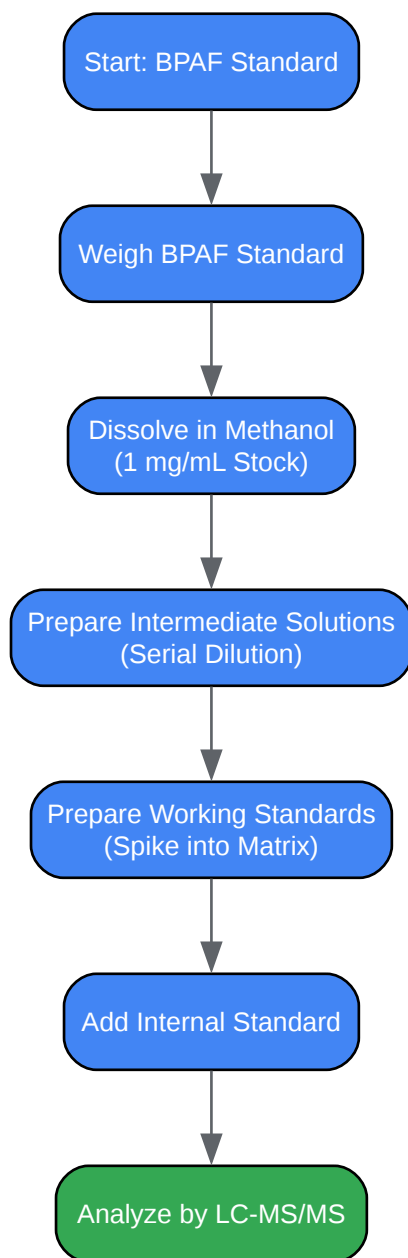 Start: BPAF Standard
Weigh BPAF Standard
Dissolve in Methanol
(1 mg/mL Stock)
Prepare Intermediate Solutions
(Serial Dilution)
Prepare Working Standards
(Spike into Matrix)
Add Internal Standard
Analyze by LC-MS/MS